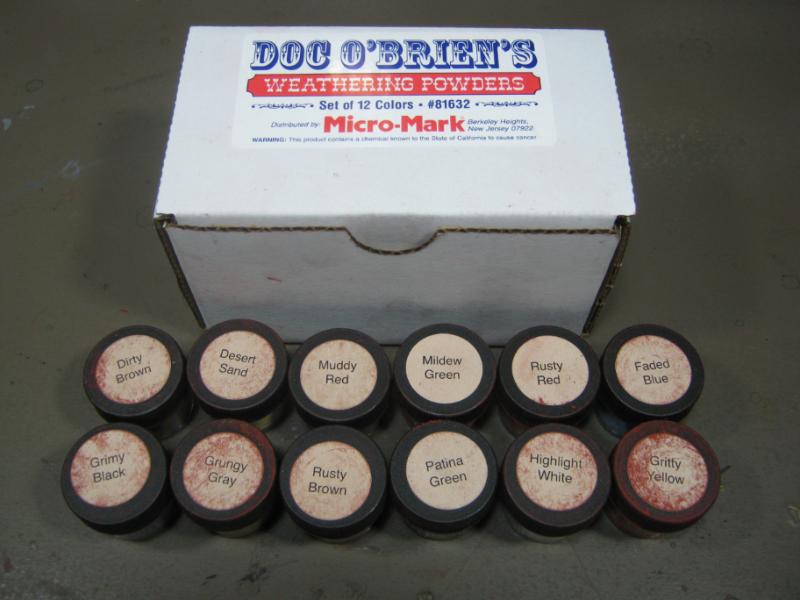 DOC O'BRIEN'S
WEATHERING POWDERS
Set of 12 Colors • #81632
Distributed by: Micro-Mark Berkeley Heights, New Jersey 07922
WARNING: This product contains a chemical known to the State of California to cause cancer
Dirty
Brown
Desert
Sand
Muddy
Red
Mildew
Green
Rusty
Red
Faded
Blue
Grimy
Black
Grungy
Gray
Rusty
Brown
Patina
Green
Highlight
White
Gritty
Yellow